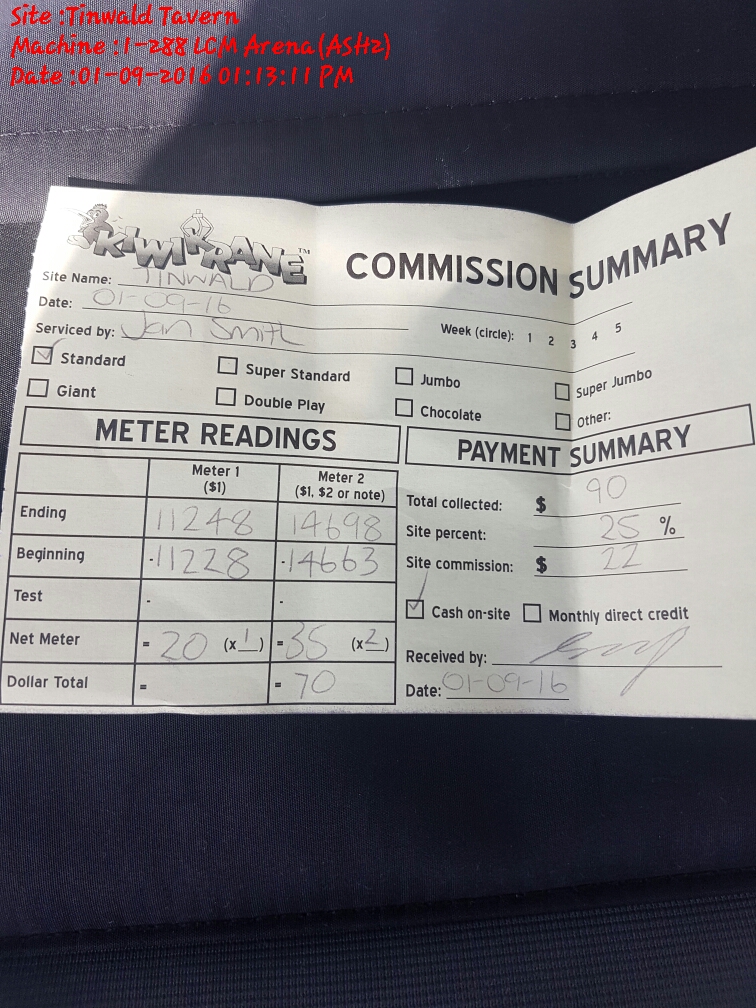 Site :Tinwald Tavern
Machine :1-288 LCM Arena(ASH2)
Date :01-09-2016 01:13:11 PM
KIWIKRANE™ COMMISSION SUMMARY
Site Name: TINWALD
Date: 01-09-16
Serviced by: Jan Smith Week (circle): 1 2 3 4 5
Standard Super Standard Jumbo Super Jumbo
Giant Double Play Chocolate Other:
METER READINGS
Meter 1 ($1) Meter 2 ($1, $2 or note)
Ending 11248 14698
Beginning -11228 -14663
Test - -
Net Meter = 20 (x 1) = 35 (x 2)
Dollar Total = = 70
PAYMENT SUMMARY
Total collected: $ 90
Site percent: 25 %
Site commission: $ 22
Cash on-site Monthly direct credit
Received by:
Date: 01-09-16